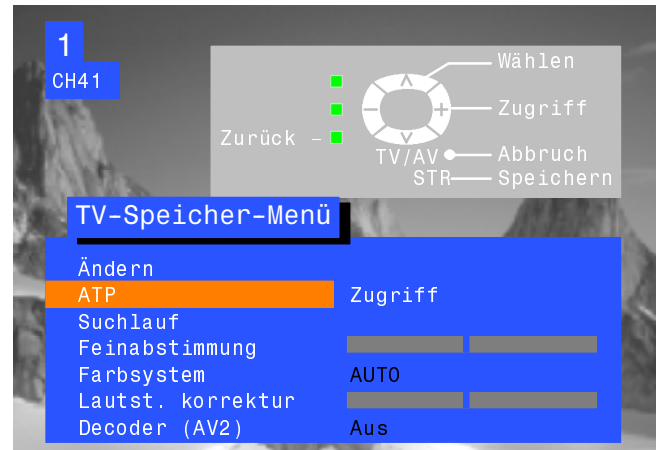 1
CH41
Wählen
Zugriff
Zurück –
TV/AV Abbruch
STR Speichern
TV-Speicher-Menü
Ändern
ATP Zugriff
Suchlauf
Feinabstimmung
Farbsystem AUTO
Lautst. korrektur
Decoder (AV2) Aus